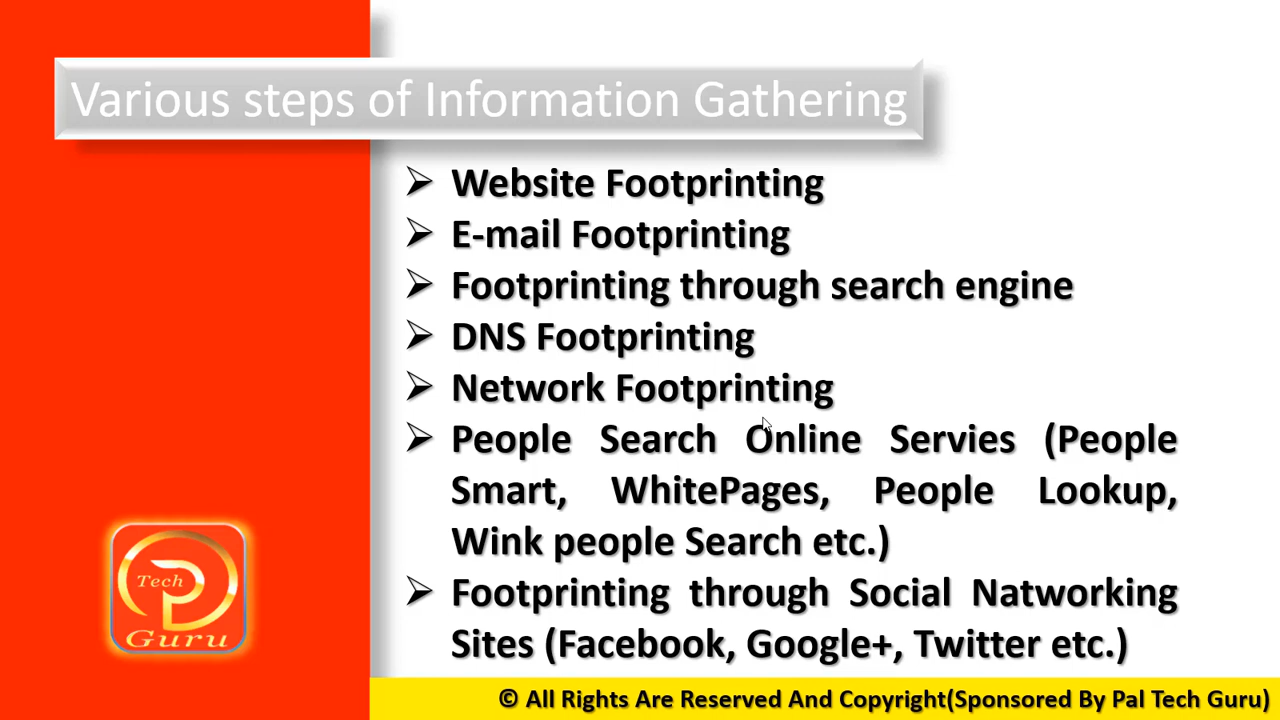 Various steps of Information Gathering
➢ Website Footprinting
➢ E-mail Footprinting
➢ Footprinting through search engine
➢ DNS Footprinting
➢ Network Footprinting
➢ People Search Online Servies (People
Smart, WhitePages, People Lookup,
Wink people Search etc.)
➢ Footprinting through Social Natworking
Sites (Facebook, Google+, Twitter etc.)
Tech
Guru
© All Rights Are Reserved And Copyright(Sponsored By Pal Tech Guru)